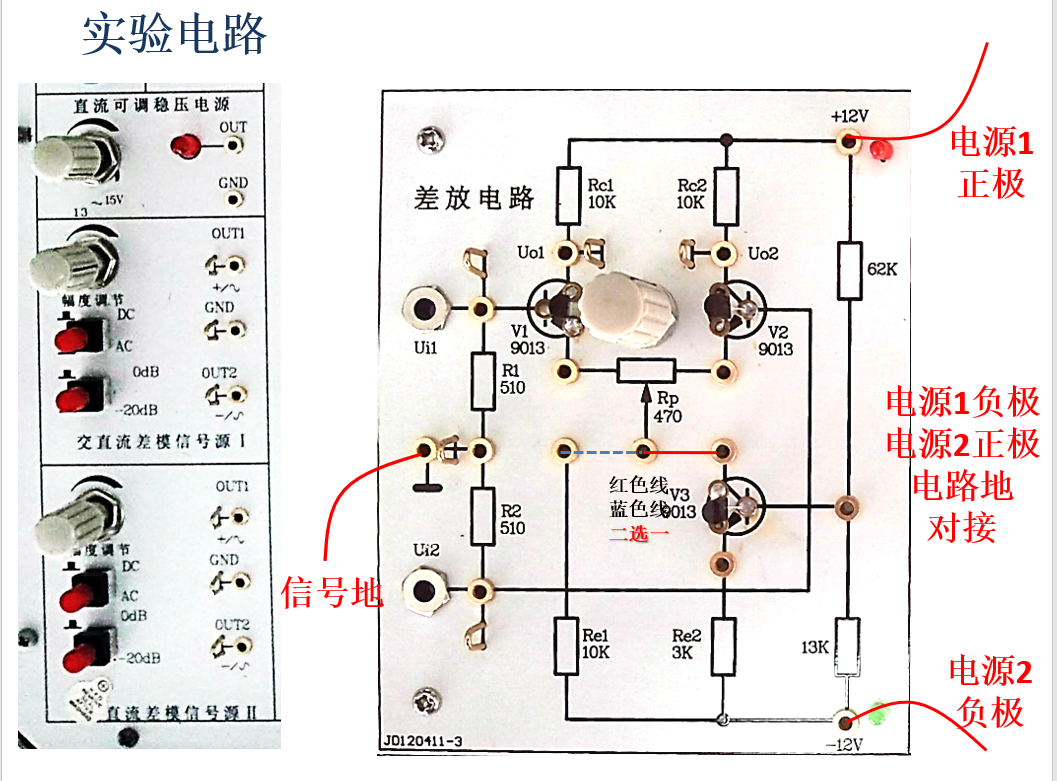 实验电路
直流可调稳压电源
OUT
GND
13 ~15V
OUT1
+/~
幅度调节
DC
GND
AC
0dB
OUT2
-20dB
-/~
交直流差模信号源 I
OUT1
+/~
幅度调节
DC
GND
AC
0dB
OUT2
-20dB
-/~
直流差模信号源 II
+12V
电源1
正极
差放电路
Rc1
10K
Rc2
10K
Uo1
Uo2
62K
Ui1
V1
9013
V2
9013
R1
510
Rp
470
电源1负极
电源2正极
电路地
对接
红色线
蓝色线
二选一
V3
9013
R2
510
Ui2
信号地
Re1
10K
Re2
3K
13K
电源2
负极
-12V
JD120411-3